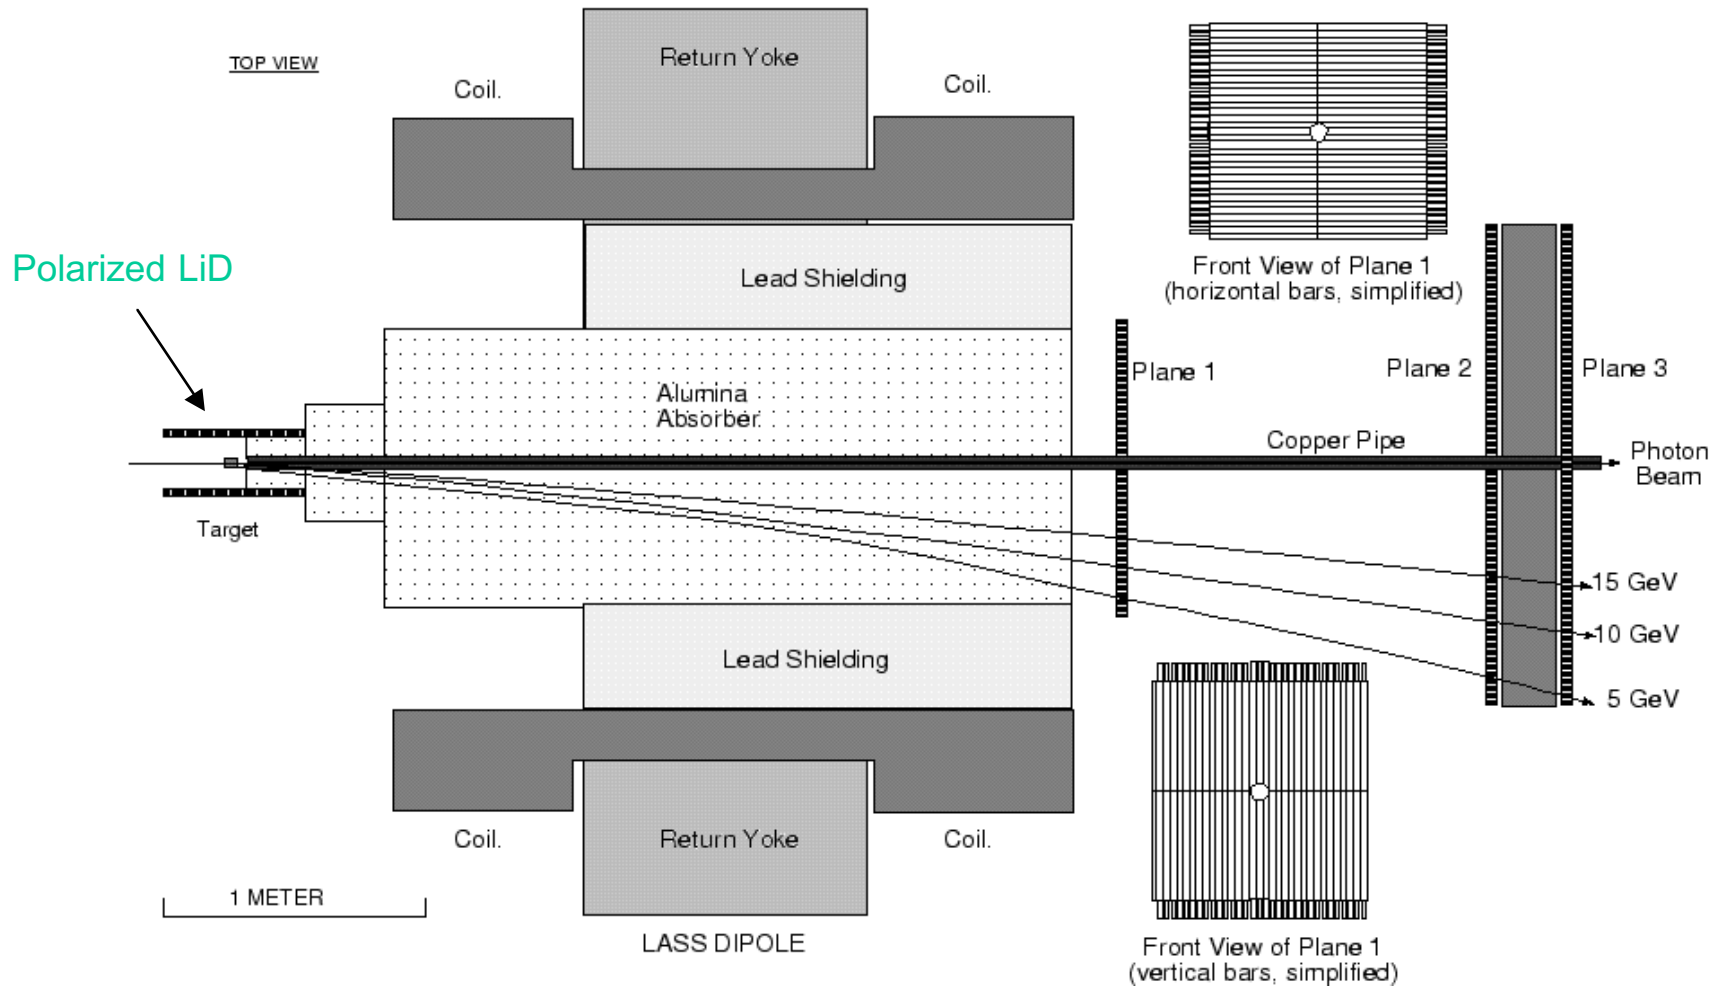 TOP VIEW
Return Yoke
Coil.
Coil.
Polarized LiD
Lead Shielding
Front View of Plane 1
(horizontal bars, simplified)
Plane 1
Plane 2
Plane 3
Alumina
Absorber
Copper Pipe
Photon
Beam
Target
15 GeV
10 GeV
5 GeV
Lead Shielding
Coil.
Return Yoke
Coil.
1 METER
LASS DIPOLE
Front View of Plane 1
(vertical bars, simplified)